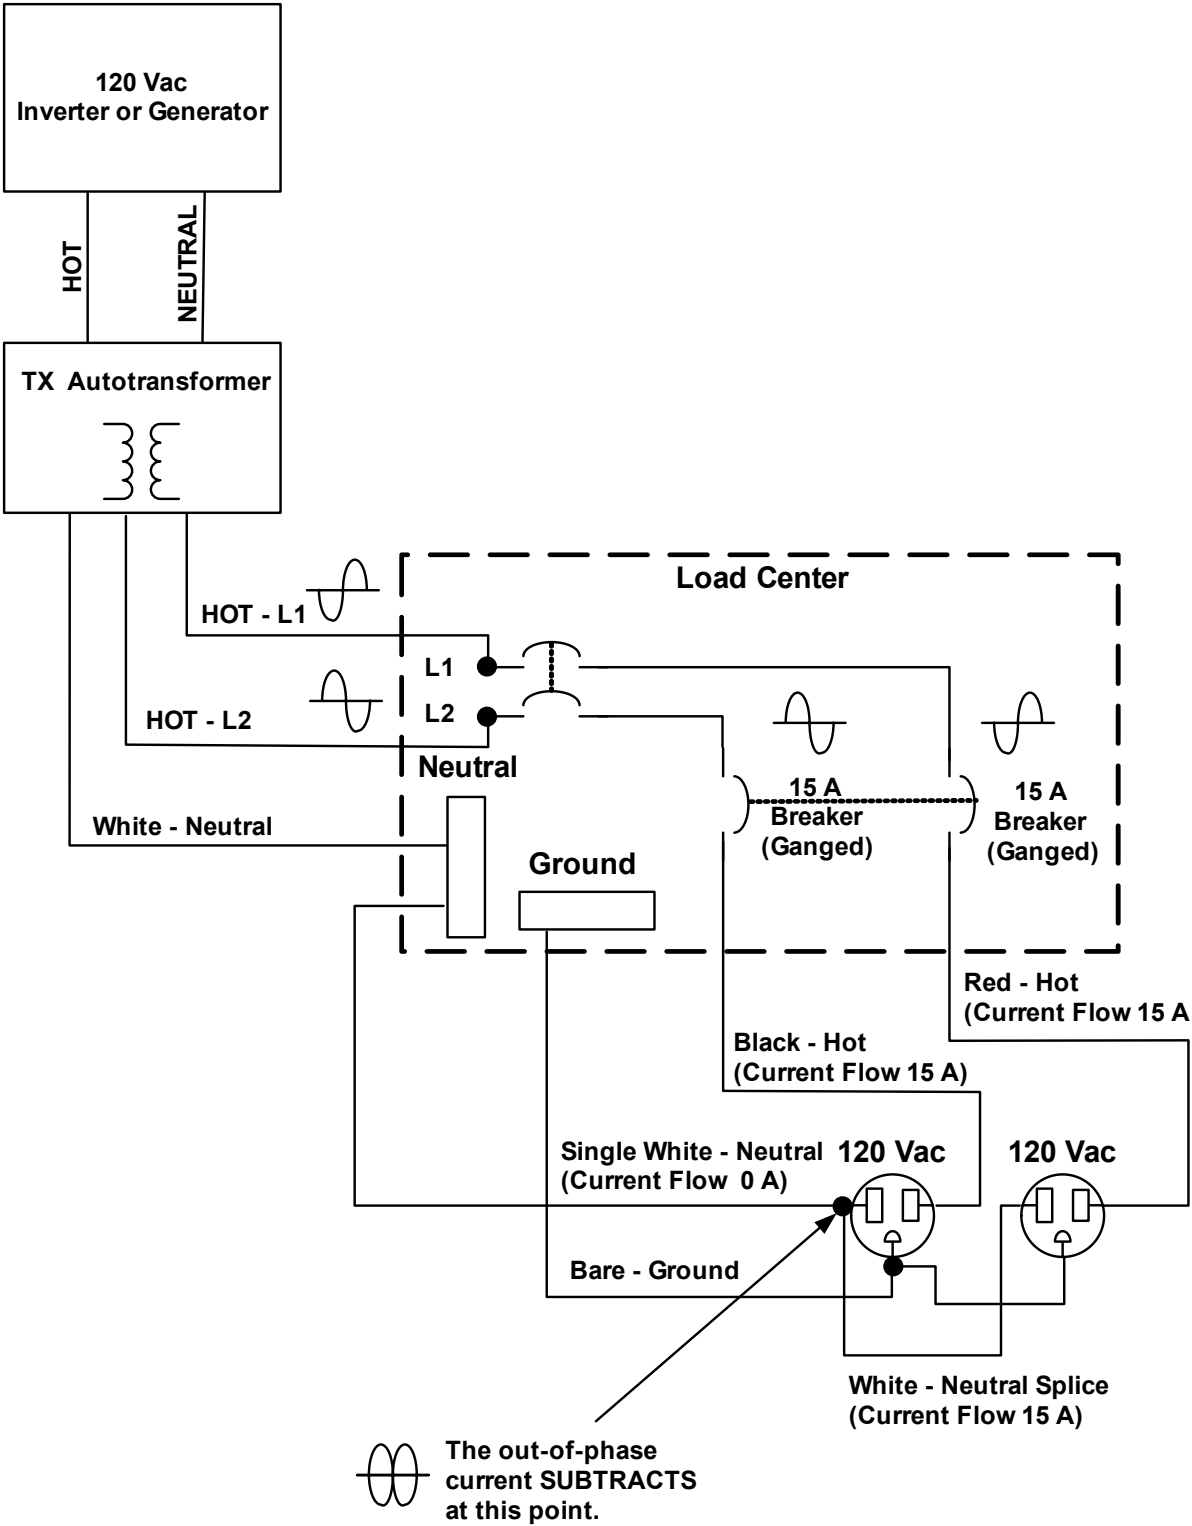 120 Vac
Inverter or Generator
HOT
NEUTRAL
TX Autotransformer
Load Center
HOT - L1
L1
HOT - L2
L2
Neutral
15 A
Breaker
(Ganged)
15 A
Breaker
(Ganged)
White - Neutral
Ground
Red - Hot
(Current Flow 15 A
Black - Hot
(Current Flow 15 A)
Single White - Neutral
(Current Flow 0 A)
120 Vac
120 Vac
Bare - Ground
White - Neutral Splice
(Current Flow 15 A)
The out-of-phase
current SUBTRACTS
at this point.